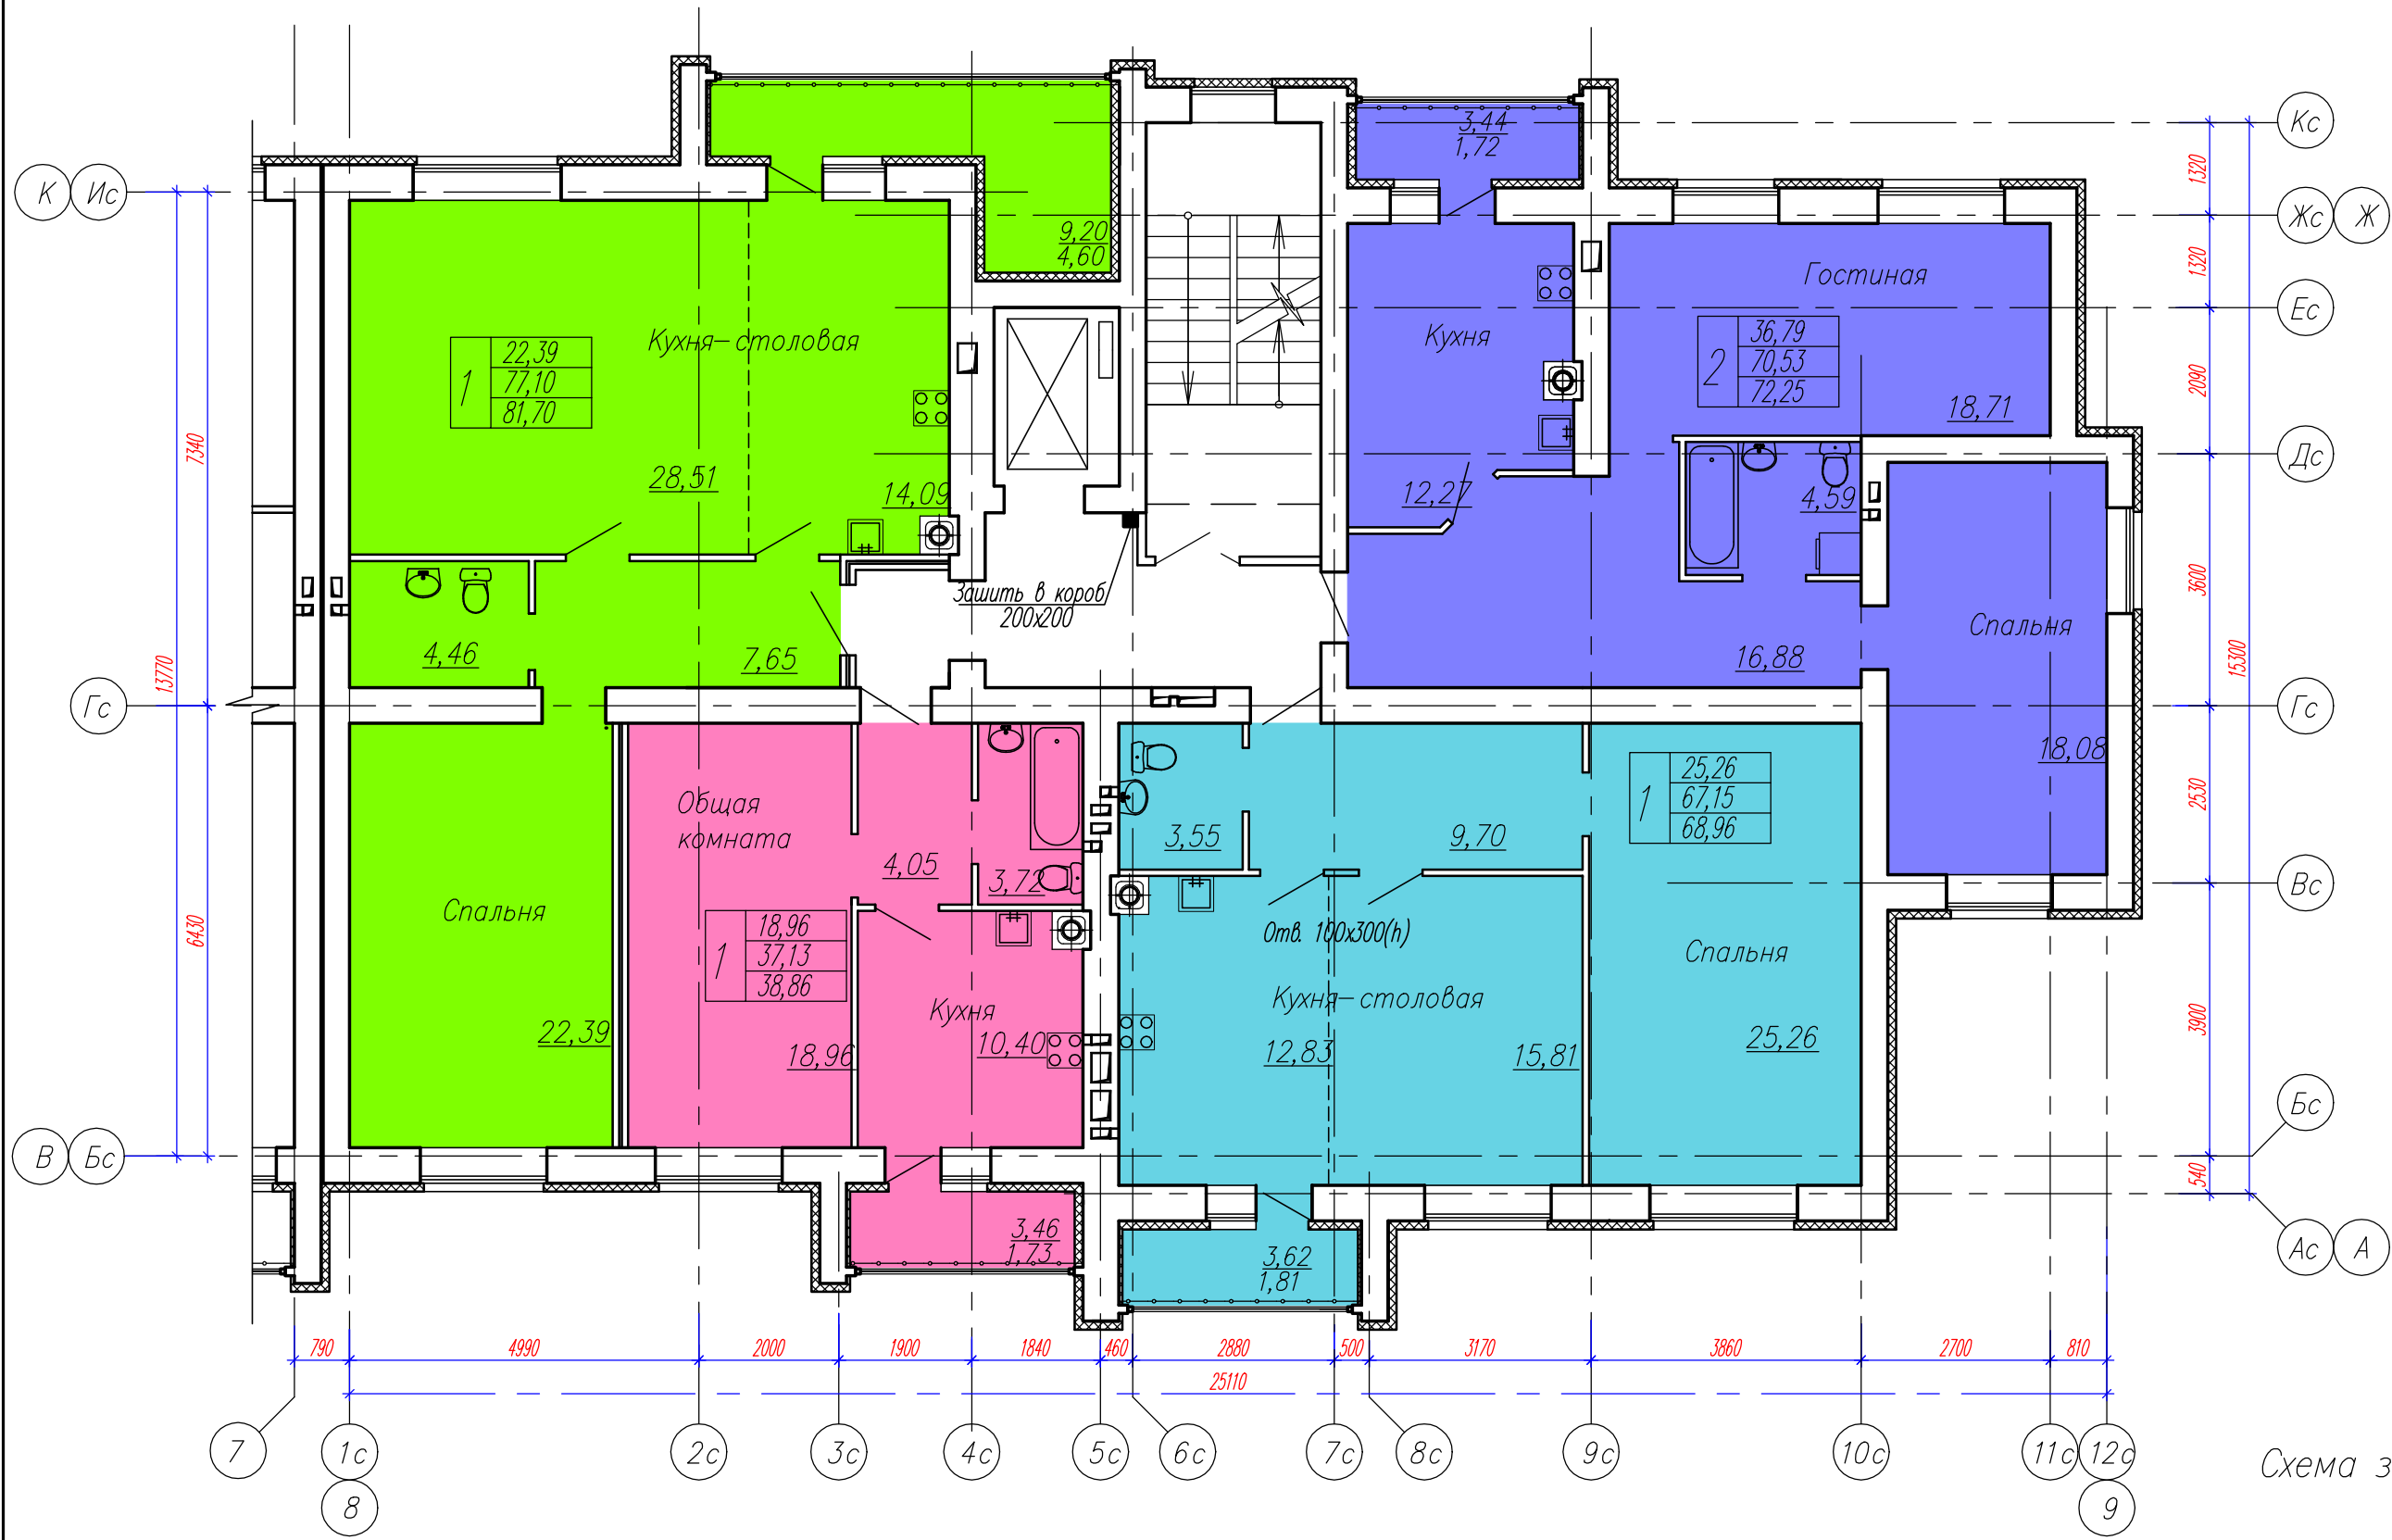 Кс
3,44
1,72
К Ис
1320
Жс Ж
9,20
4,60
1320
Гостиная
Ес
Кухня-столовая
Кухня
1
22,39
77,10
81,70
2
36,79
70,53
72,25
2090
18,71
7340
Дс
28,51
14,09
12,27
4,59
Зашить в короб
200х200
3600
Спальня
4,46
7,65
16,88
13770
15300
Гс
Гс
18,08
Общая
комната
1
25,26
67,15
68,96
2530
3,55
9,70
4,05
3,72
Вс
Спальня
6430
1
18,96
37,13
38,86
Отв. 100х300(h)
Спальня
Кухня
Кухня-столовая
3900
22,39
18,96
10,40
12,83
15,81
25,26
Бс
В Бс
540
3,46
1,73
3,62
1,81
Ас А
790
4990
2000
1900
1840
460
2880
500
3170
3860
2700
810
25110
7
1с
2с
3с
4с
5с
6с
7с
8с
9с
10с
11с
12с
8
9
Схема 3